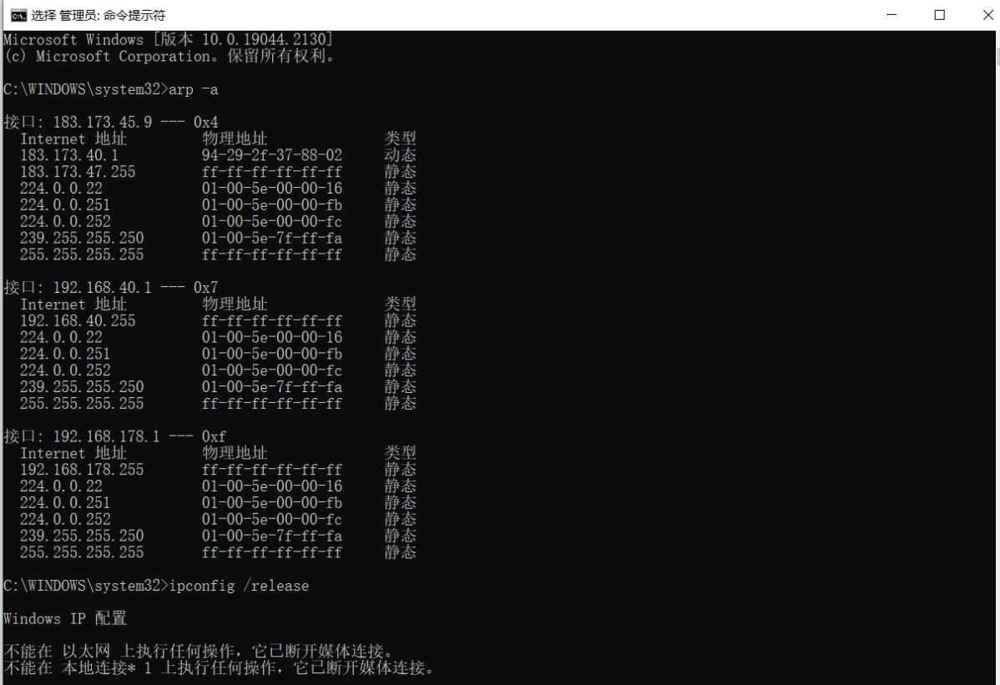 选择 管理员: 命令提示符
Microsoft Windows [版本 10.0.19044.2130]
(c) Microsoft Corporation。保留所有权利。
C:\WINDOWS\system32>arp -a
接口: 183.173.45.9 --- 0x4
Internet 地址 物理地址 类型
183.173.40.1 94-29-2f-37-88-02 动态
183.173.47.255 ff-ff-ff-ff-ff-ff 静态
224.0.0.22 01-00-5e-00-00-16 静态
224.0.0.251 01-00-5e-00-00-fb 静态
224.0.0.252 01-00-5e-00-00-fc 静态
239.255.255.250 01-00-5e-7f-ff-fa 静态
255.255.255.255 ff-ff-ff-ff-ff-ff 静态
接口: 192.168.40.1 --- 0x7
Internet 地址 物理地址 类型
192.168.40.255 ff-ff-ff-ff-ff-ff 静态
224.0.0.22 01-00-5e-00-00-16 静态
224.0.0.251 01-00-5e-00-00-fb 静态
224.0.0.252 01-00-5e-00-00-fc 静态
239.255.255.250 01-00-5e-7f-ff-fa 静态
255.255.255.255 ff-ff-ff-ff-ff-ff 静态
接口: 192.168.178.1 --- 0xf
Internet 地址 物理地址 类型
192.168.178.255 ff-ff-ff-ff-ff-ff 静态
224.0.0.22 01-00-5e-00-00-16 静态
224.0.0.251 01-00-5e-00-00-fb 静态
224.0.0.252 01-00-5e-00-00-fc 静态
239.255.255.250 01-00-5e-7f-ff-fa 静态
255.255.255.255 ff-ff-ff-ff-ff-ff 静态
C:\WINDOWS\system32>ipconfig /release
Windows IP 配置
不能在 以太网 上执行任何操作，它已断开媒体连接。
不能在 本地连接* 1 上执行任何操作，它已断开媒体连接。